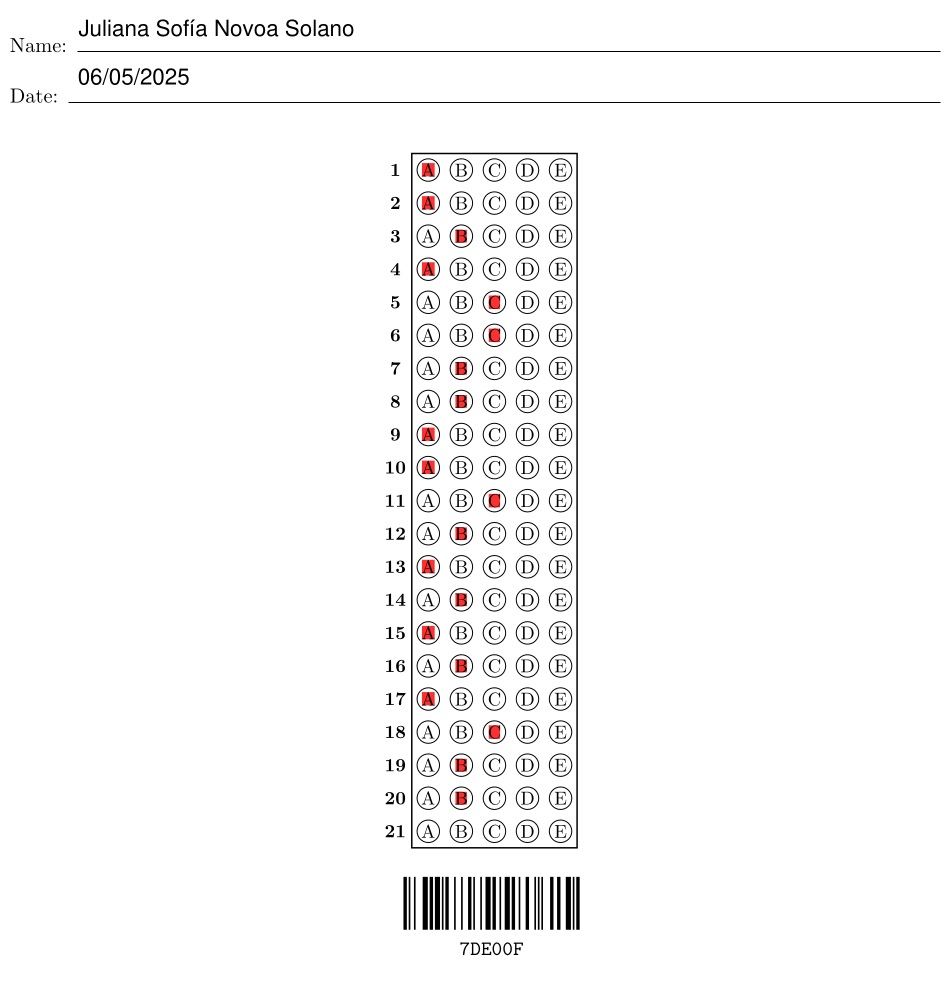 Name: Juliana Sofía Novoa Solano
Date: 06/05/2025
1 A B C D E
2 A B C D E
3 A B C D E
4 A B C D E
5 A B C D E
6 A B C D E
7 A B C D E
8 A B C D E
9 A B C D E
10 A B C D E
11 A B C D E
12 A B C D E
13 A B C D E
14 A B C D E
15 A B C D E
16 A B C D E
17 A B C D E
18 A B C D E
19 A B C D E
20 A B C D E
21 A B C D E
7DE00F